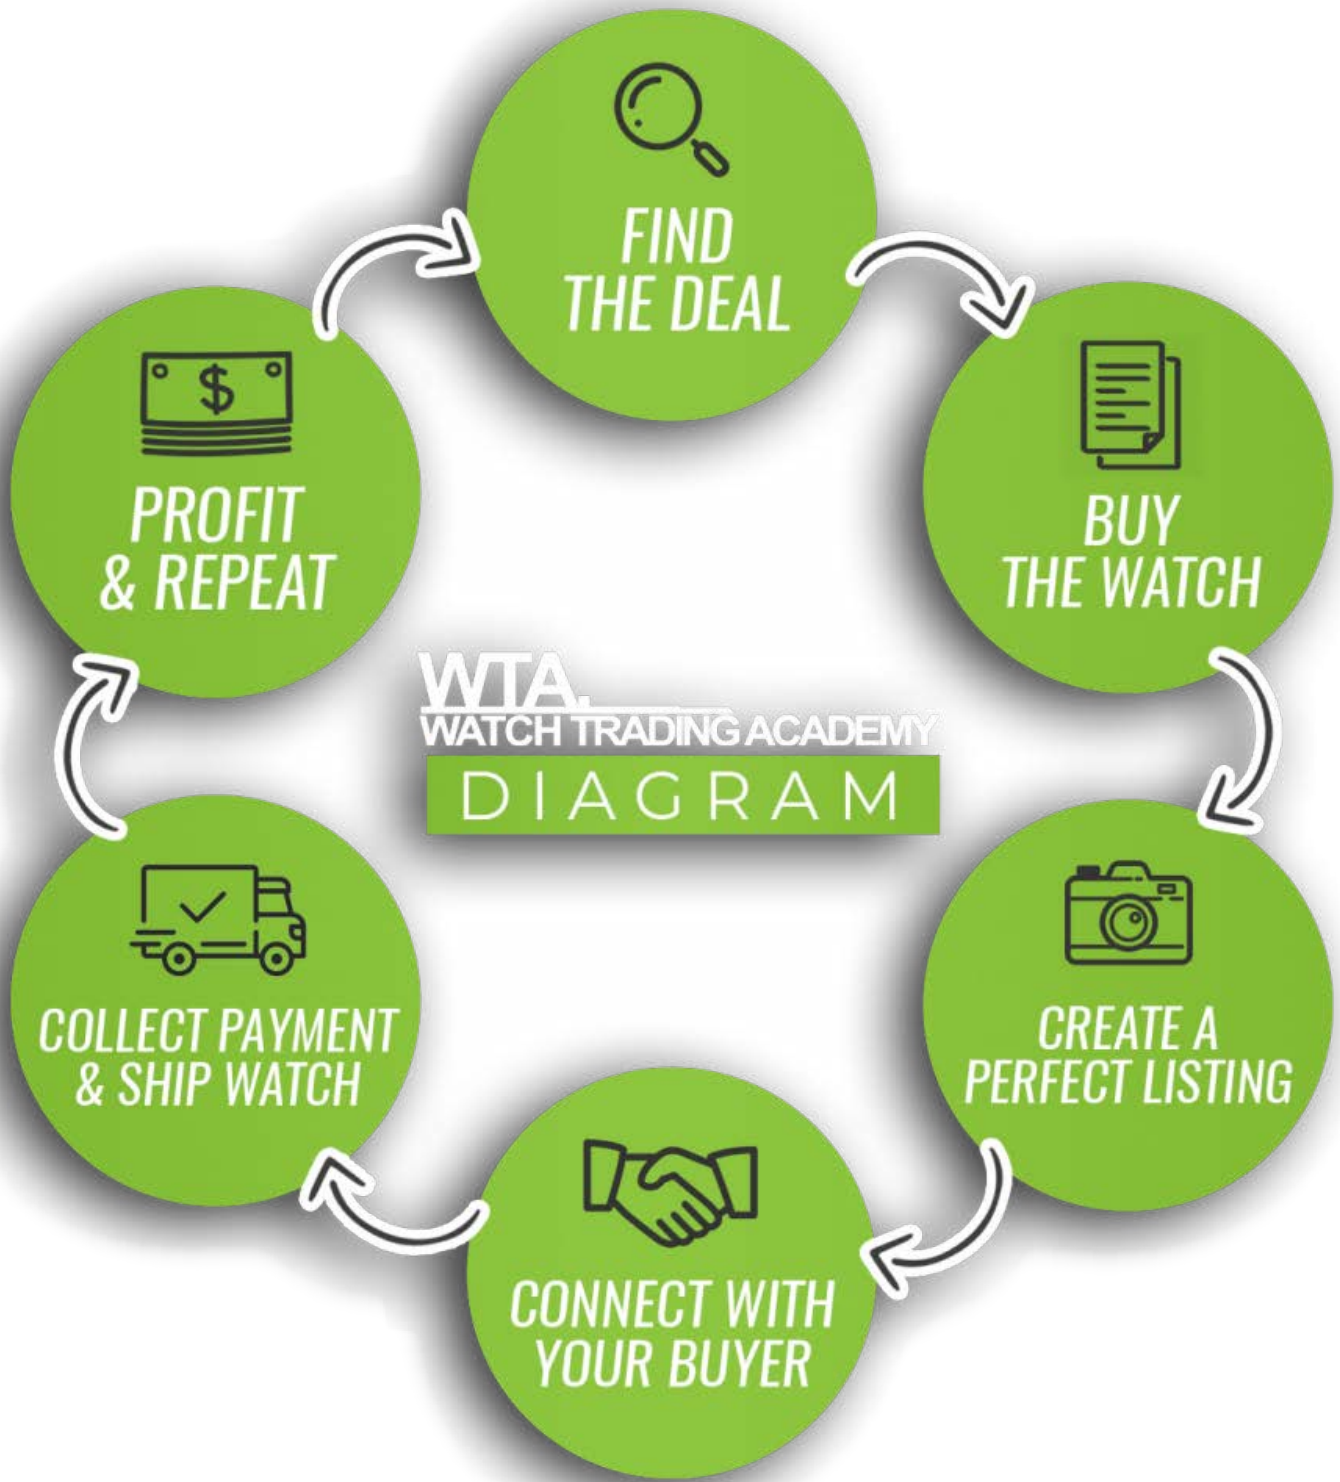 FIND
THE DEAL
BUY
THE WATCH
CREATE A
PERFECT LISTING
CONNECT WITH
YOUR BUYER
COLLECT PAYMENT
& SHIP WATCH
PROFIT
& REPEAT
$
WTA.
WATCH TRADING ACADEMY
DIAGRAM